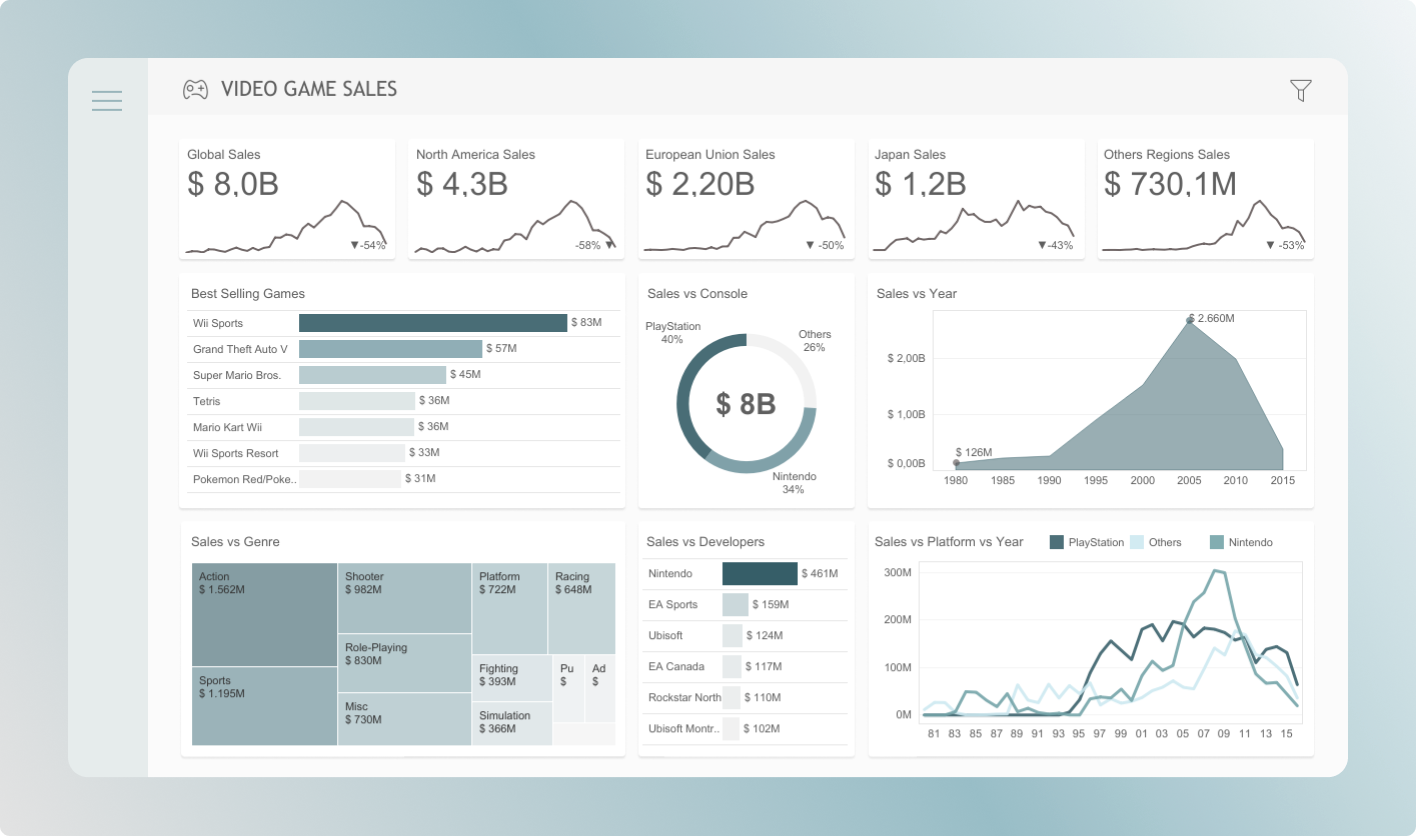 VIDEO GAME SALES
Global Sales
$ 8,0B
▼-54%
North America Sales
$ 4,3B
-58% ▼
European Union Sales
$ 2,20B
▼ -50%
Japan Sales
$ 1,2B
▼-43%
Others Regions Sales
$ 730,1M
▼ -53%
Best Selling Games
Wii Sports $ 83M
Grand Theft Auto V $ 57M
Super Mario Bros. $ 45M
Tetris $ 36M
Mario Kart Wii $ 36M
Wii Sports Resort $ 33M
Pokemon Red/Poke.. $ 31M
Sales vs Console
PlayStation
40%
Others
26%
$ 8B
Nintendo
34%
Sales vs Year
$ 2.660M
$ 2,00B
$ 1,00B
$ 126M
$ 0,00B
1980 1985 1990 1995 2000 2005 2010 2015
Sales vs Genre
Action
$ 1.562M
Sports
$ 1.195M
Shooter
$ 982M
Role-Playing
$ 830M
Misc
$ 730M
Platform
$ 722M
Racing
$ 648M
Fighting
$ 393M
Simulation
$ 366M
Pu
$
Ad
$
Sales vs Developers
Nintendo $ 461M
EA Sports $ 159M
Ubisoft $ 124M
EA Canada $ 117M
Rockstar North $ 110M
Ubisoft Montr.. $ 102M
Sales vs Platform vs Year
PlayStation Others Nintendo
300M
200M
100M
0M
81 83 85 87 89 91 93 95 97 99 01 03 05 07 09 11 13 15